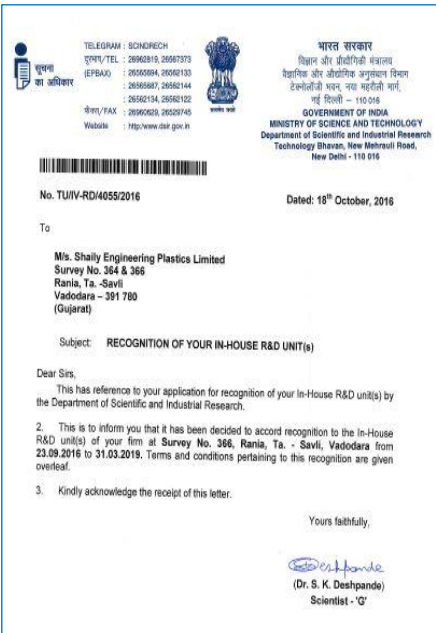 सूचना
का अधिकार
TELEGRAM : SCINDRECH
दूरभाष/TEL : 26962819, 26567373
(EPBAX) : 26565694, 26562133
: 26565687, 26562144
: 26562134, 26562122
फैक्स/FAX : 26960629, 26529745
Website : http:/www.dsir.gov.in
सत्यमेव जयते
भारत सरकार
विज्ञान और प्रौद्योगिकी मंत्रालय
वैज्ञानिक और औद्योगिक अनुसंधान विभाग
टेक्नोलॉजी भवन, नया महरौली मार्ग,
नई दिल्ली – 110 016
GOVERNMENT OF INDIA
MINISTRY OF SCIENCE AND TECHNOLOGY
Department of Scientific and Industrial Research
Technology Bhavan, New Mehrauli Road,
New Delhi - 110 016
No. TU/IV-RD/4055/2016
Dated: 18th October, 2016
To
M/s. Shaily Engineering Plastics Limited
Survey No. 364 & 366
Rania, Ta. -Savli
Vadodara – 391 780
(Gujarat)
Subject: RECOGNITION OF YOUR IN-HOUSE R&D UNIT(s)
Dear Sirs,
This has reference to your application for recognition of your In-House R&D unit(s) by
the Department of Scientific and Industrial Research.
2. This is to inform you that it has been decided to accord recognition to the In-House
R&D unit(s) of your firm at Survey No. 366, Rania, Ta. - Savli, Vadodara from
23.09.2016 to 31.03.2019. Terms and conditions pertaining to this recognition are given
overleaf.
3. Kindly acknowledge the receipt of this letter.
Yours faithfully,
Deshpande
(Dr. S. K. Deshpande)
Scientist - 'G'